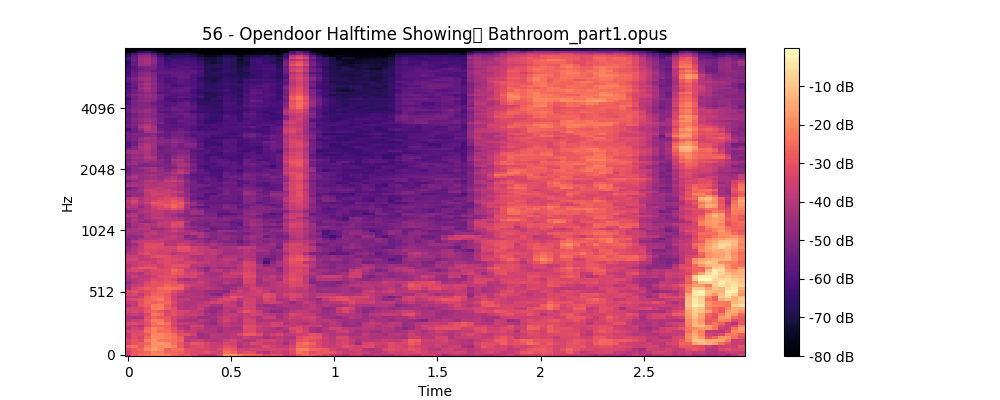 56 - Opendoor Halftime Showing▯ Bathroom_part1.opus
Hz
4096
2048
1024
512
0
0
0.5
1
1.5
2
2.5
Time
-10 dB
-20 dB
-30 dB
-40 dB
-50 dB
-60 dB
-70 dB
-80 dB